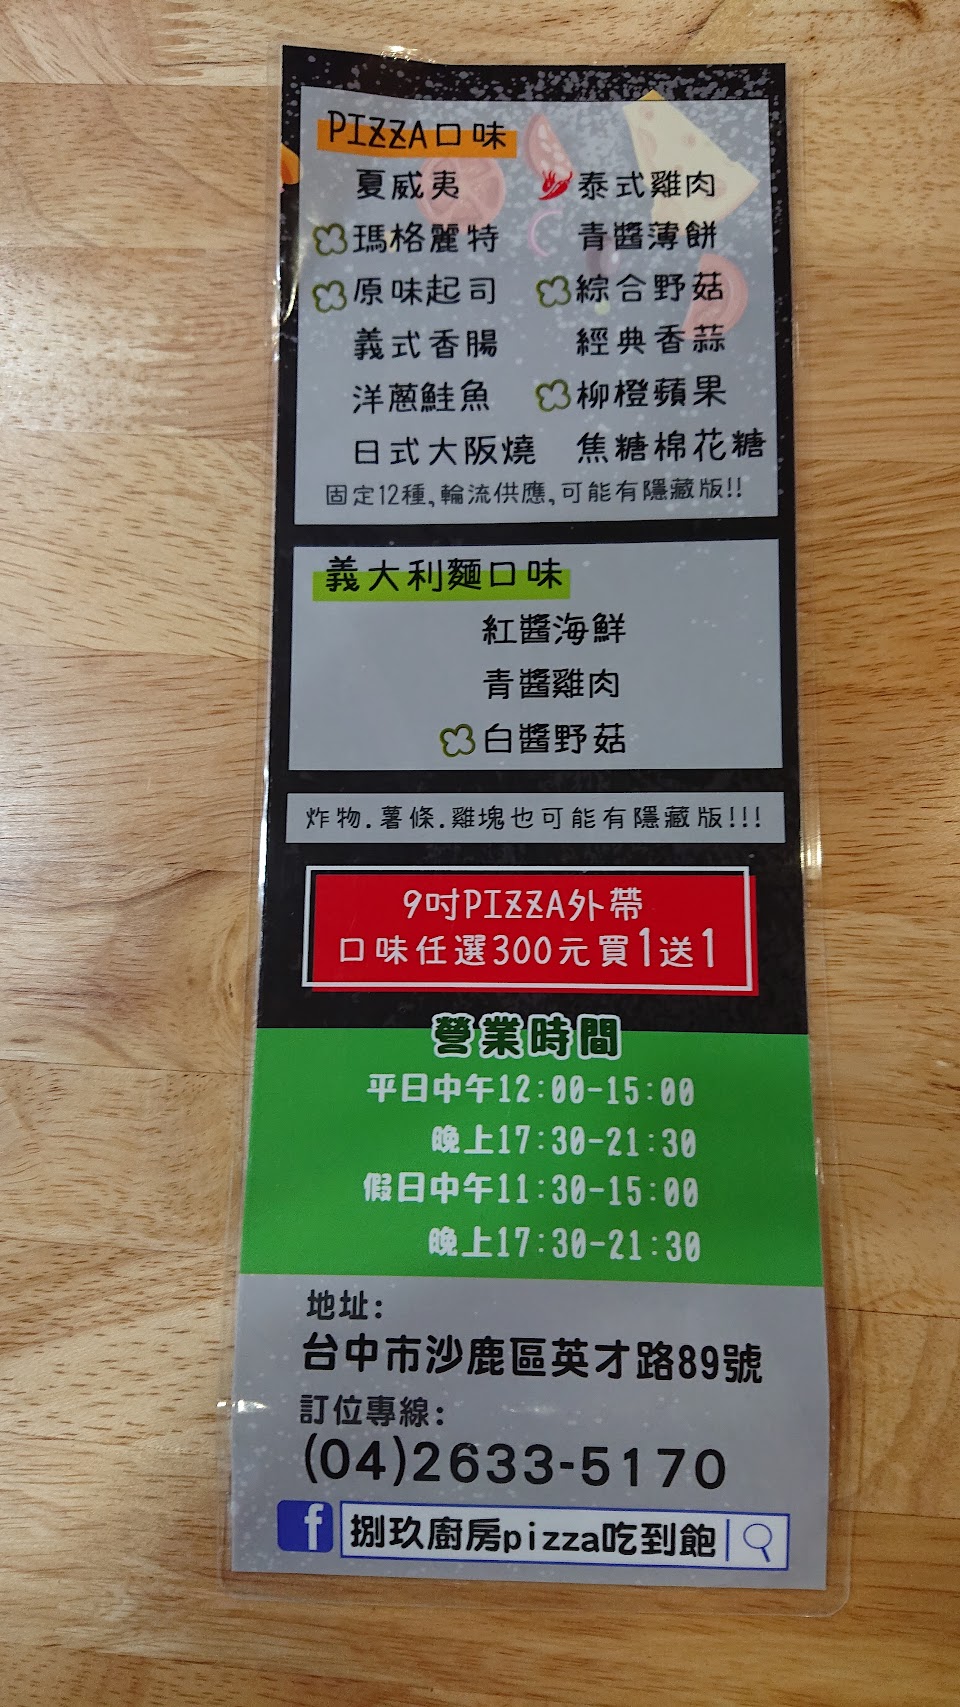 PIZZA口味
夏威夷 泰式雞肉
瑪格麗特 青醬薄餅
原味起司 綜合野菇
義式香腸 經典香蒜
洋蔥鮭魚 柳橙蘋果
日式大阪燒 焦糖棉花糖
固定12種,輪流供應,可能有隱藏版!!
義大利麵口味
紅醬海鮮
青醬雞肉
白醬野菇
炸物.薯條.雞塊也可能有隱藏版!!!
9吋PIZZA外帶
口味任選300元買1送1
營業時間
平日中午12:00-15:00
晚上17:30-21:30
假日中午11:30-15:00
晚上17:30-21:30
地址:
台中市沙鹿區英才路89號
訂位專線:
(04)2633-5170
f 捌玖廚房pizza吃到飽